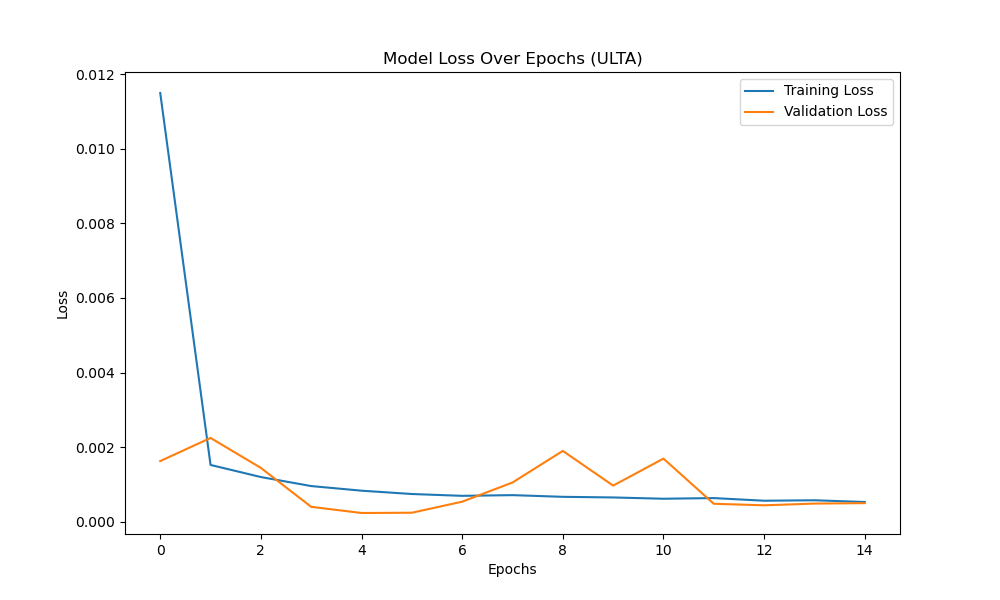 Model Loss Over Epochs (ULTA)
Training Loss
Validation Loss
0.012
0.010
0.008
0.006
0.004
0.002
0.000
Loss
0 2 4 6 8 10 12 14
Epochs